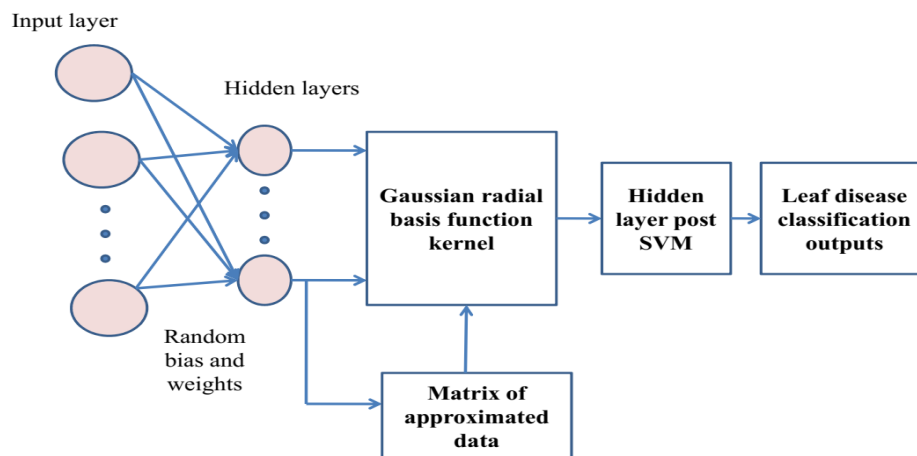 Input layer
Hidden layers
Gaussian radial
basis function
kernel
Hidden
layer post
SVM
Leaf disease
classification
outputs
Random
bias and
weights
Matrix of
approximated
data